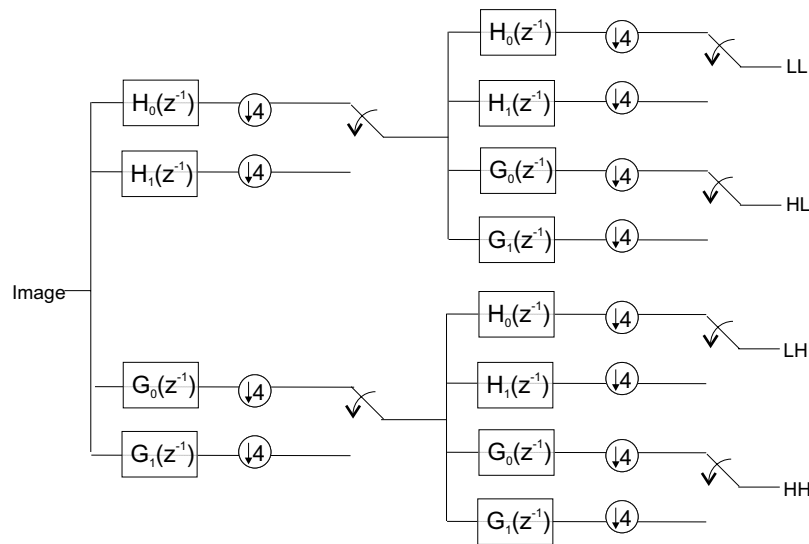 H₀(z⁻¹) ↓4 LL
H₀(z⁻¹) ↓4
H₁(z⁻¹) ↓4
H₁(z⁻¹) ↓4
G₀(z⁻¹) ↓4 HL
G₁(z⁻¹) ↓4
Image
H₀(z⁻¹) ↓4 LH
G₀(z⁻¹) ↓4
H₁(z⁻¹) ↓4
G₁(z⁻¹) ↓4
G₀(z⁻¹) ↓4 HH
G₁(z⁻¹) ↓4